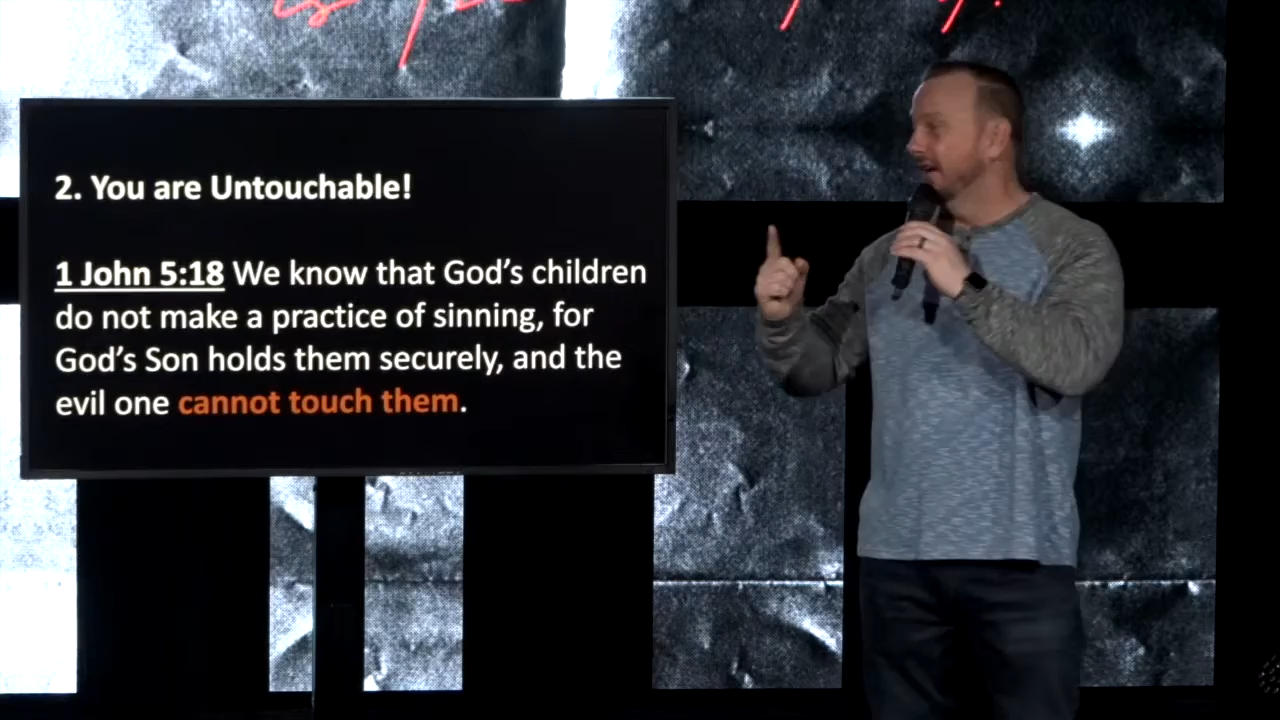 is
2. You are Untouchable!
1 John 5:18 We know that God's children
do not make a practice of sinning, for
God's Son holds them securely, and the
evil one cannot touch them.